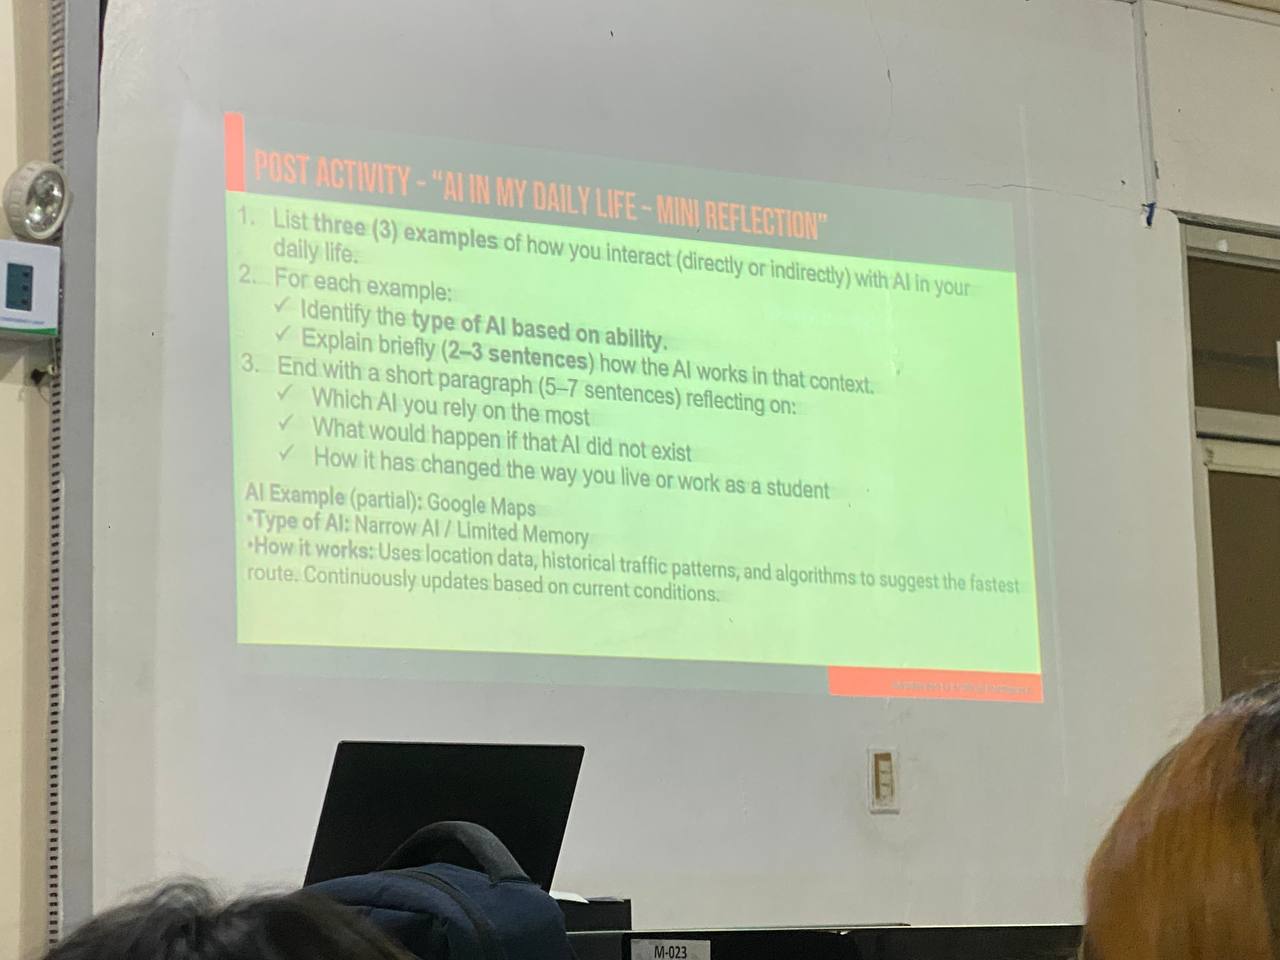 POST ACTIVITY - "AI IN MY DAILY LIFE – MINI REFLECTION"
1. List three (3) examples of how you interact (directly or indirectly) with AI in your
daily life.
2. For each example:
✓ Identify the type of AI based on ability.
✓ Explain briefly (2–3 sentences) how the AI works in that context.
3. End with a short paragraph (5–7 sentences) reflecting on:
✓ Which AI you rely on the most
✓ What would happen if that AI did not exist
✓ How it has changed the way you live or work as a student
AI Example (partial): Google Maps
•Type of AI: Narrow AI / Limited Memory
•How it works: Uses location data, historical traffic patterns, and algorithms to suggest the fastest
route. Continuously updates based on current conditions.
M-023